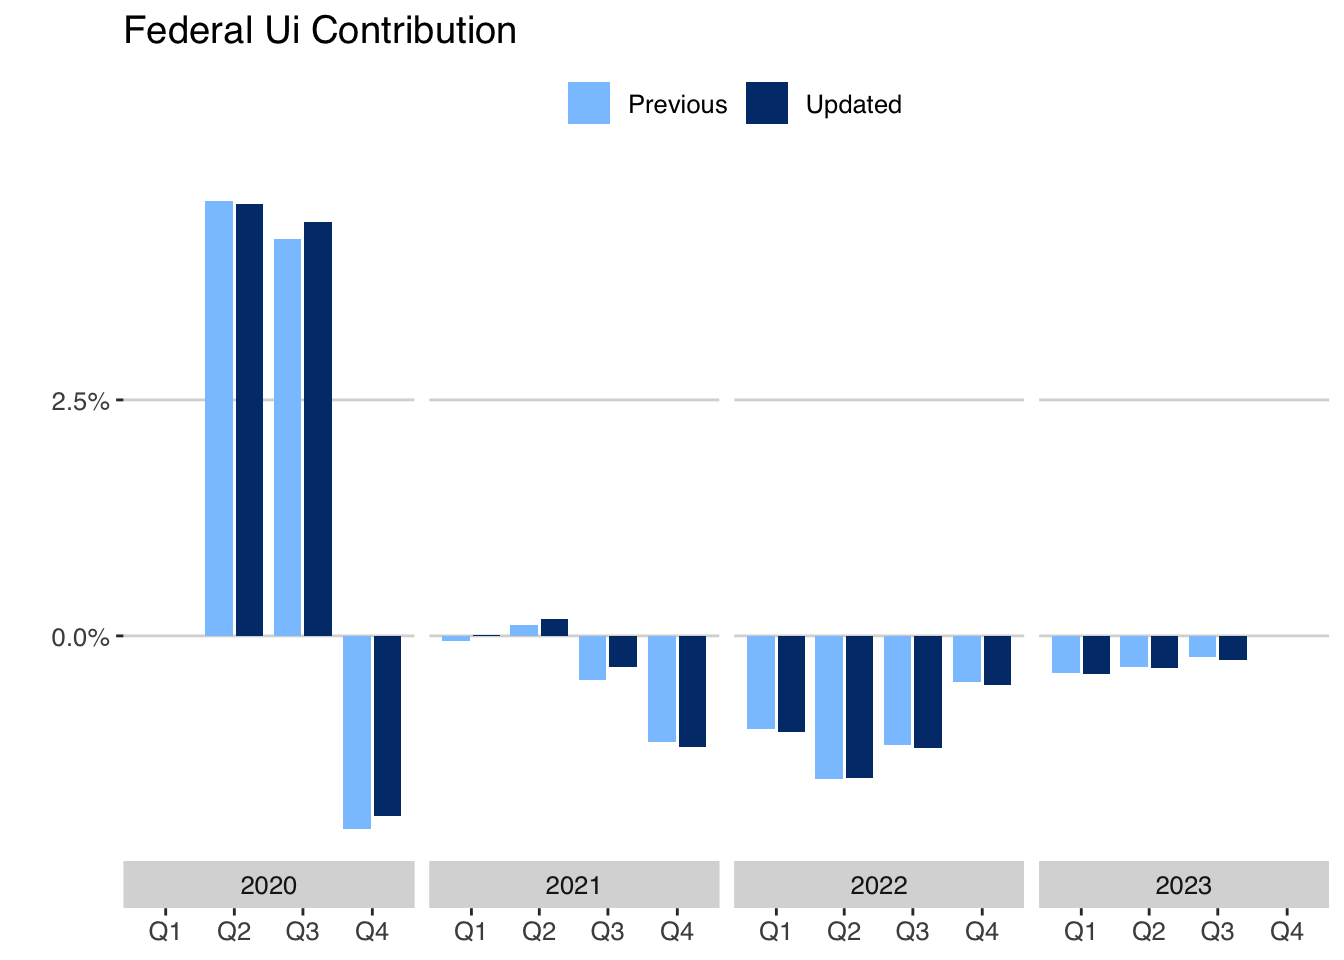 Federal Ui Contribution
Previous Updated
2.5%
0.0%
2020 2021 2022 2023
Q1 Q2 Q3 Q4 Q1 Q2 Q3 Q4 Q1 Q2 Q3 Q4 Q1 Q2 Q3 Q4